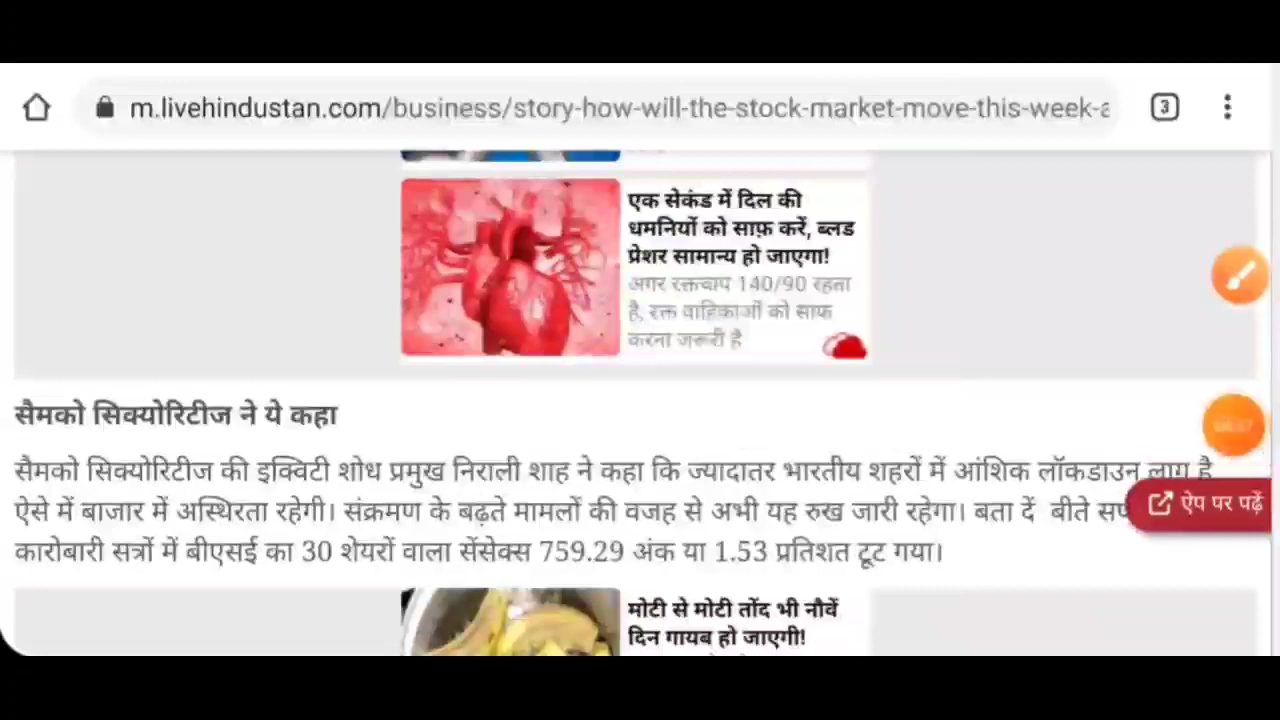 m.livehindustan.com/business/story-how-will-the-stock-market-move-this-week-a
3
एक सेकंड में दिल की
धमनियों को साफ़ करें, ब्लड
प्रेशर सामान्य हो जाएगा!
अगर रक्तचाप 140/90 रहता
है, रक्त वाहिकाओं को साफ
करना जरूरी है
सैमको सिक्योरिटीज ने ये कहा
सैमको सिक्योरिटीज की इक्विटी शोध प्रमुख निराली शाह ने कहा कि ज्यादातर भारतीय शहरों में आंशिक लॉकडाउन लागू है
ऐसे में बाजार में अस्थिरता रहेगी। संक्रमण के बढ़ते मामलों की वजह से अभी यह रुख जारी रहेगा। बता दें बीते
ऐप पर पढ़ें
कारोबारी सत्रों में बीएसई का 30 शेयरों वाला सेंसेक्स 759.29 अंक या 1.53 प्रतिशत टूट गया।
मोटी से मोटी तोंद भी नौवें
दिन गायब हो जाएगी!